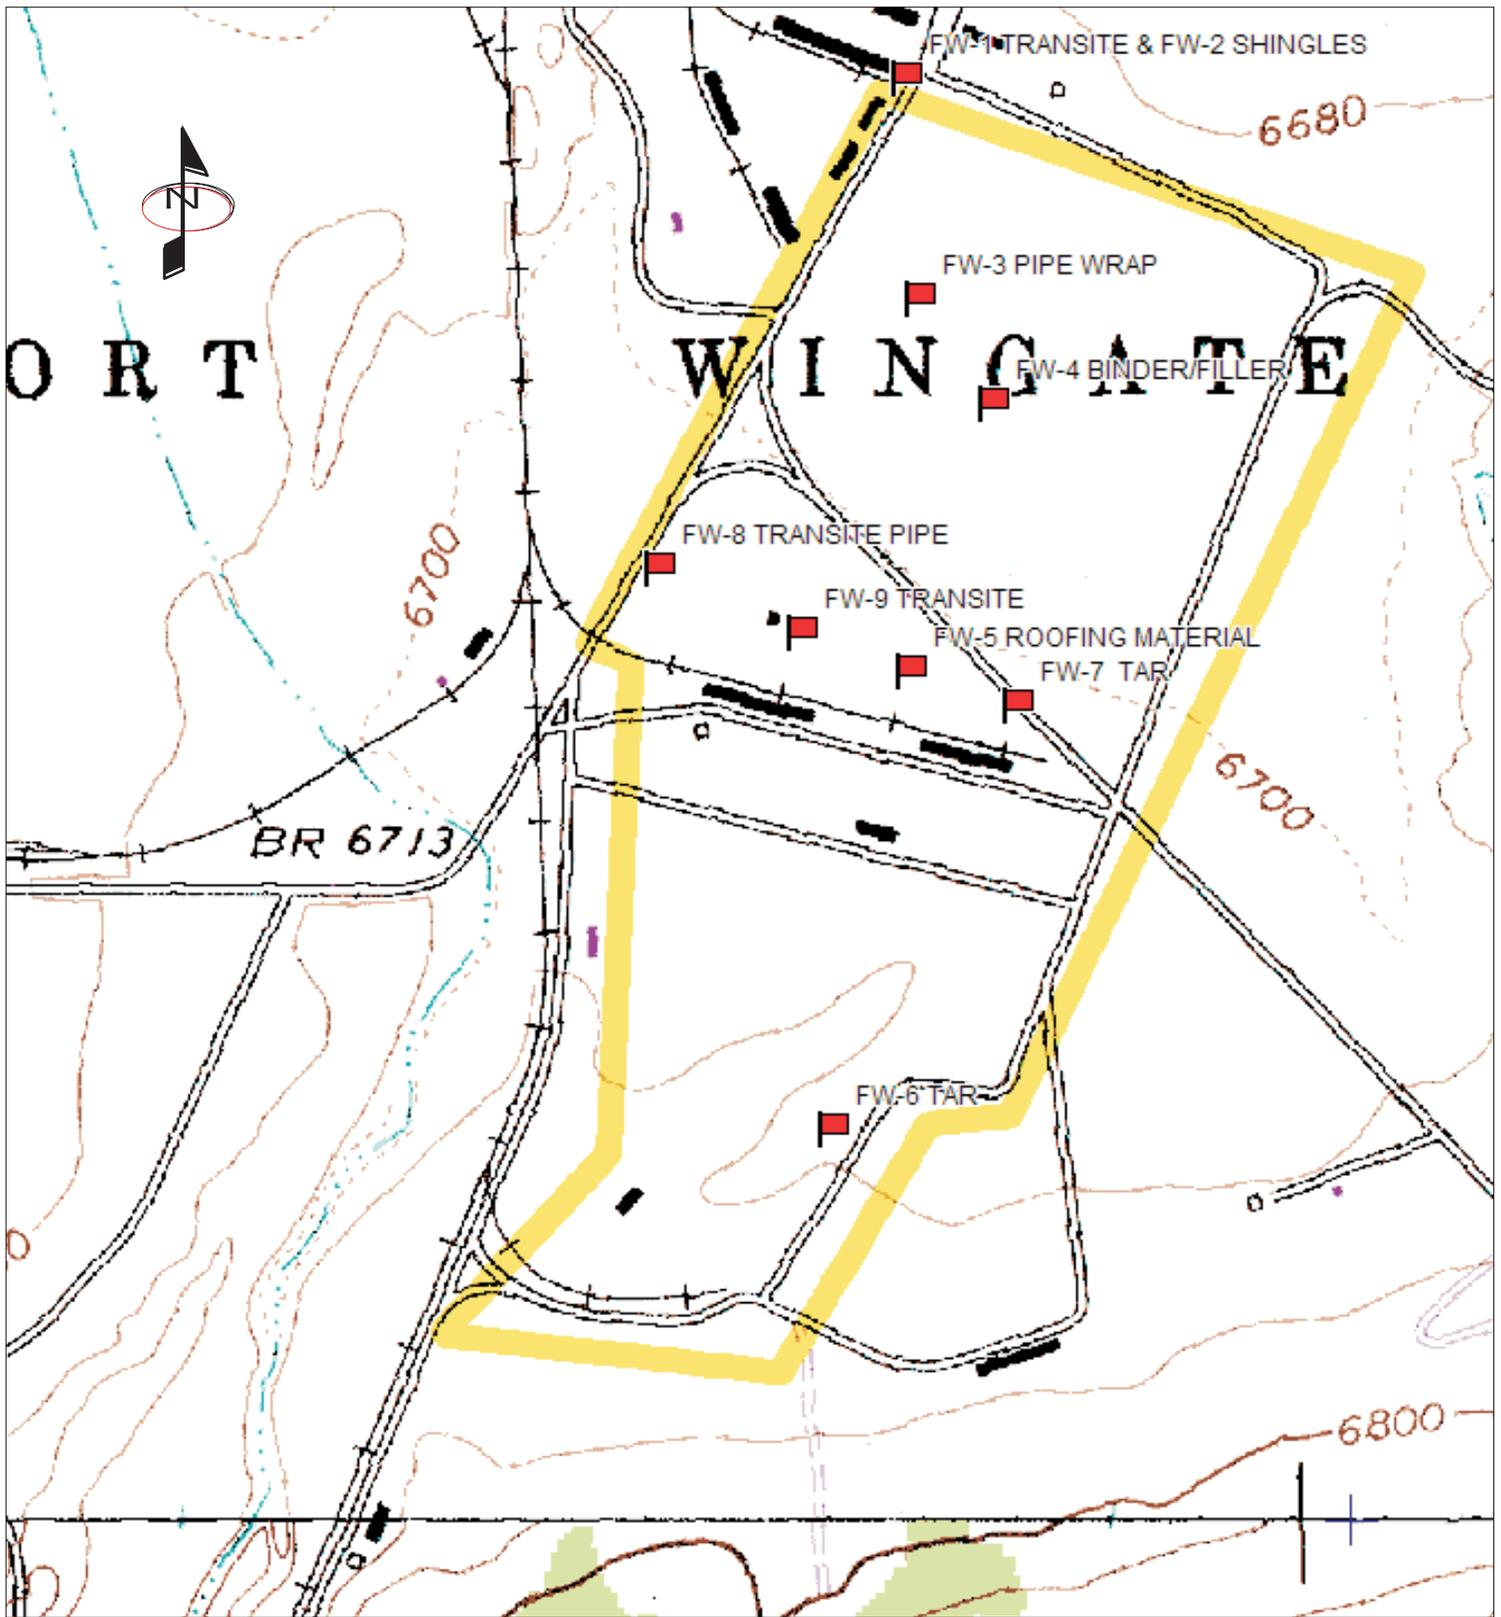 FW-1 TRANSITE & FW-2 SHINGLES
6680
N
FW-3 PIPE WRAP
ORT WINGATE
FW-4 BINDER/FILLER
FW-8 TRANSITE PIPE
6700
FW-9 TRANSITE
FW-5 ROOFING MATERIAL
FW-7 TAR
6700
BR 6713
FW-6 TAR
0
6800